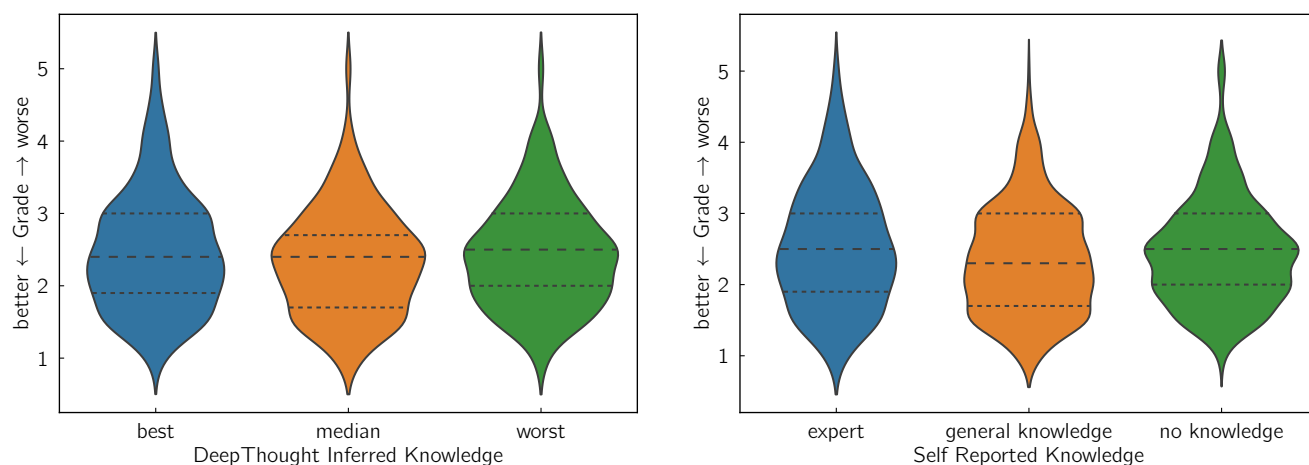 better ← Grade → worse
5
4
3
2
1
best median worst
DeepThought Inferred Knowledge
better ← Grade → worse
5
4
3
2
1
expert general knowledge no knowledge
Self Reported Knowledge